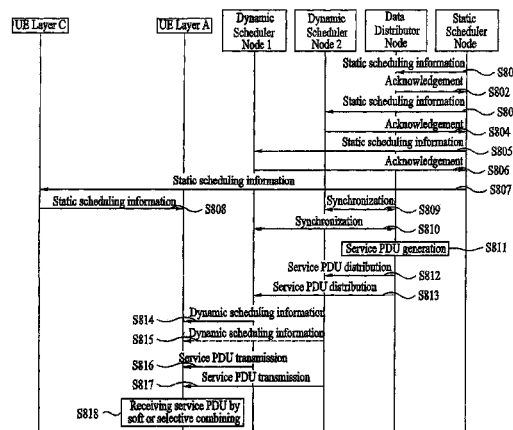 UE Layer C
UE Layer A
Dynamic
Scheduler
Node 1
Dynamic
Scheduler
Node 2
Data
Distributor
Node
Static
Scheduler
Node
Static scheduling information
S80
Acknowledgement
S802
Static scheduling information
S80
Acknowledgement
S804
Static scheduling information
S805
Acknowledgement
S806
Static scheduling information
S807
Static scheduling information
S808
Synchronization
S809
Synchronization
S810
Service PDU generation
S811
Service PDU distribution
S812
Service PDU distribution
S813
S814
Dynamic scheduling information
S815
Dynamic scheduling information
S816
Service PDU transmission
S817
Service PDU transmission
S818
Receiving service PDU by
soft or selective combining